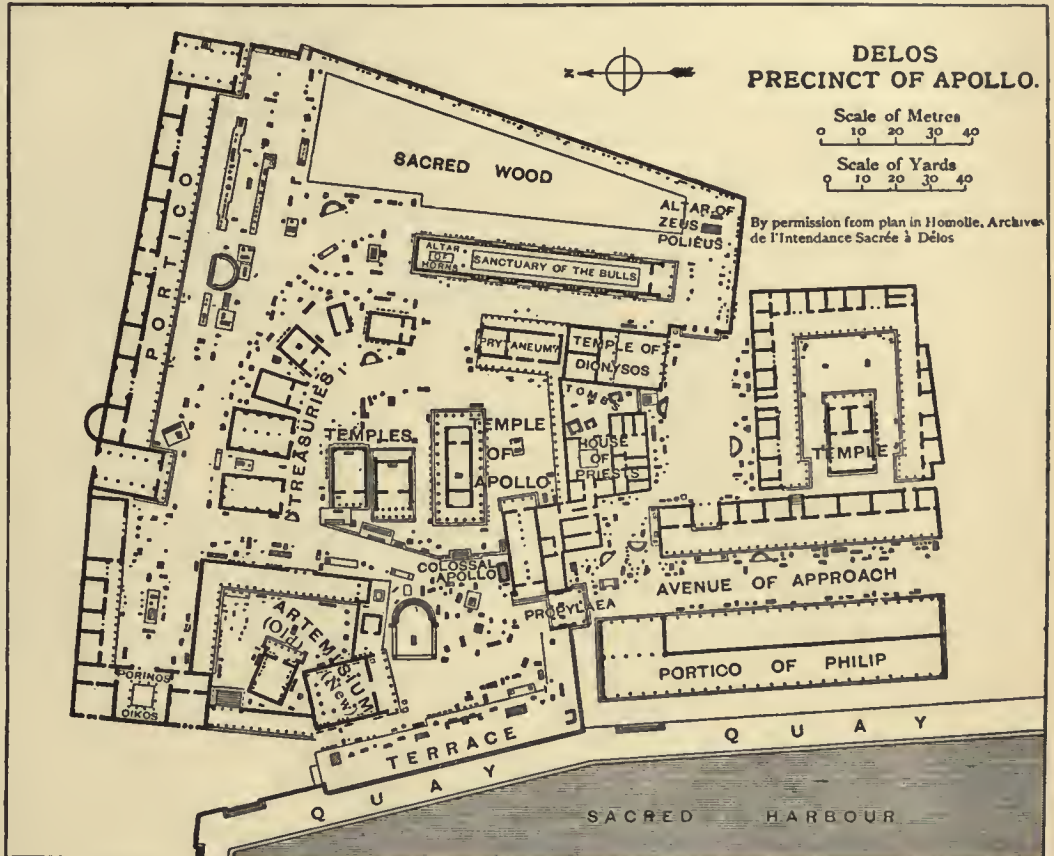 DELOS
PRECINCT OF APOLLO.
N
Scale of Metres
0 10 20 30 40
Scale of Yards
0 10 20 30 40
By permission from plan in Homolle, Archives
de l'Intendance Sacrée à Délos
SACRED WOOD
ALTAR OF
ZEUS
POLIEUS
PORTICO
ALTAR
OF
HORNS
SANCTUARY OF THE BULLS
PRYTANEUM?
TEMPLE OF
DIONYSOS
TOMBS
TREASURIES
TEMPLES
TEMPLE
OF
APOLLO
HOUSE
OF
PRIESTS
TEMPLE
COLOSSAL
APOLLO
AVENUE OF APPROACH
PROPYLAEA
ARTEMISIUM
(Old)
(New)
PORTICO OF PHILIP
PORINOS
OIKOS
TERRACE
QUAY
QUAY
SACRED HARBOUR